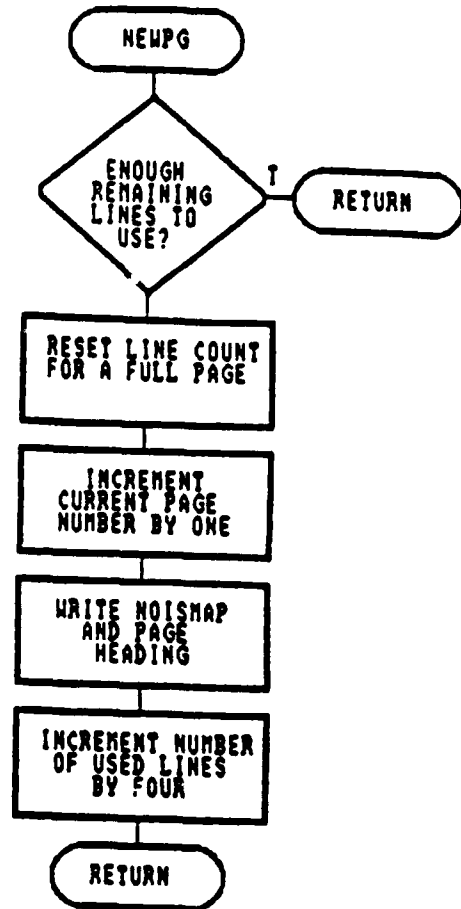 NEWPG
ENOUGH
REMAINING
LINES TO
USE?
T
RETURN
RESET LINE COUNT
FOR A FULL PAGE
INCREMENT
CURRENT PAGE
NUMBER BY ONE
WRITE NOISMAP
AND PAGE
HEADING
INCREMENT NUMBER
OF USED LINES
BY FOUR
RETURN